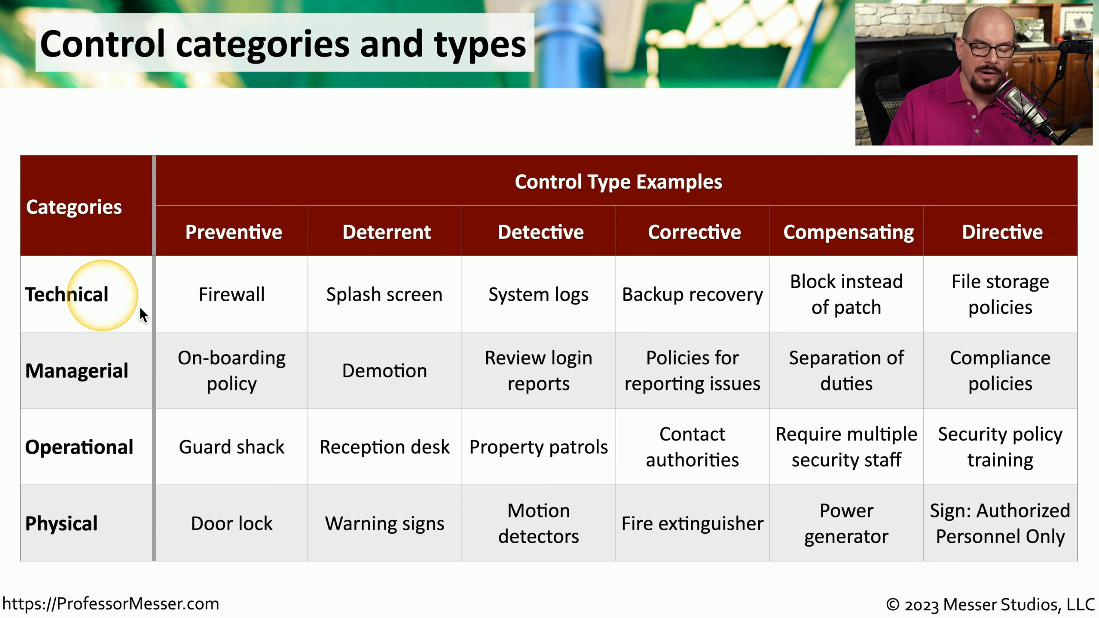 Control categories and types
Categories
Control Type Examples
Preventive Deterrent Detective Corrective Compensating Directive
Technical Firewall Splash screen System logs Backup recovery Block instead of patch File storage policies
Managerial On-boarding policy Demotion Review login reports Policies for reporting issues Separation of duties Compliance policies
Operational Guard shack Reception desk Property patrols Contact authorities Require multiple security staff Security policy training
Physical Door lock Warning signs Motion detectors Fire extinguisher Power generator Sign: Authorized Personnel Only
https://ProfessorMesser.com
© 2023 Messer Studios, LLC